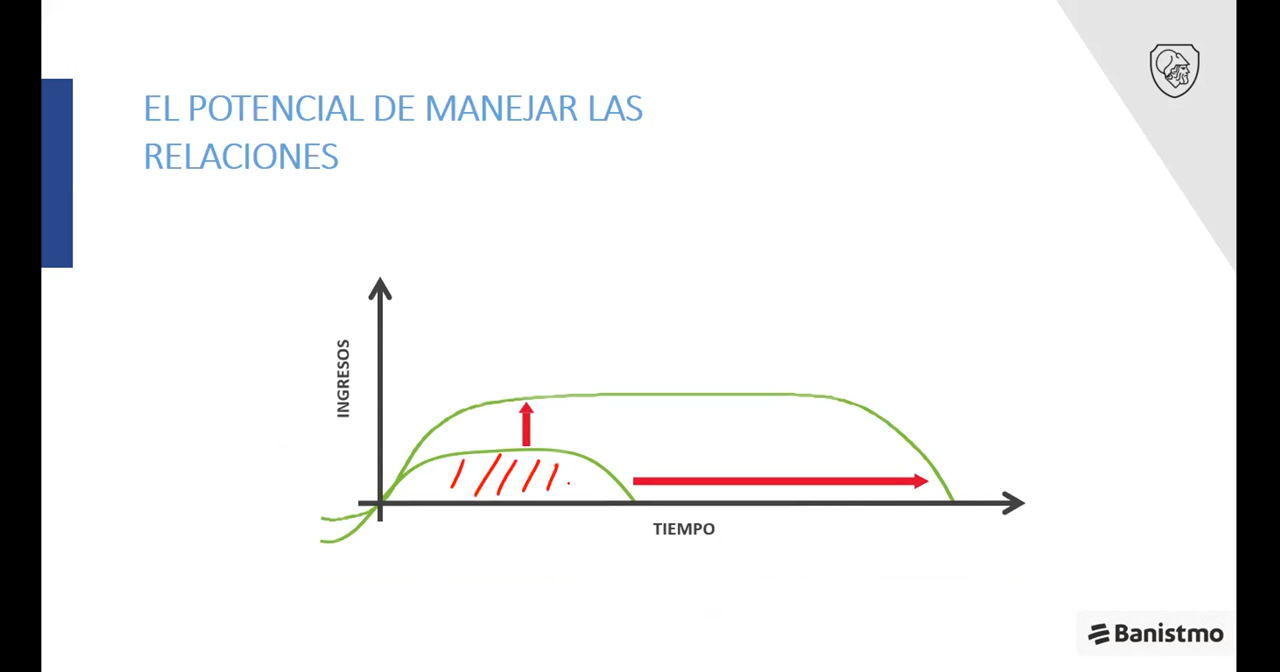 EL POTENCIAL DE MANEJAR LAS
RELACIONES
INGRESOS
TIEMPO
Banistmo